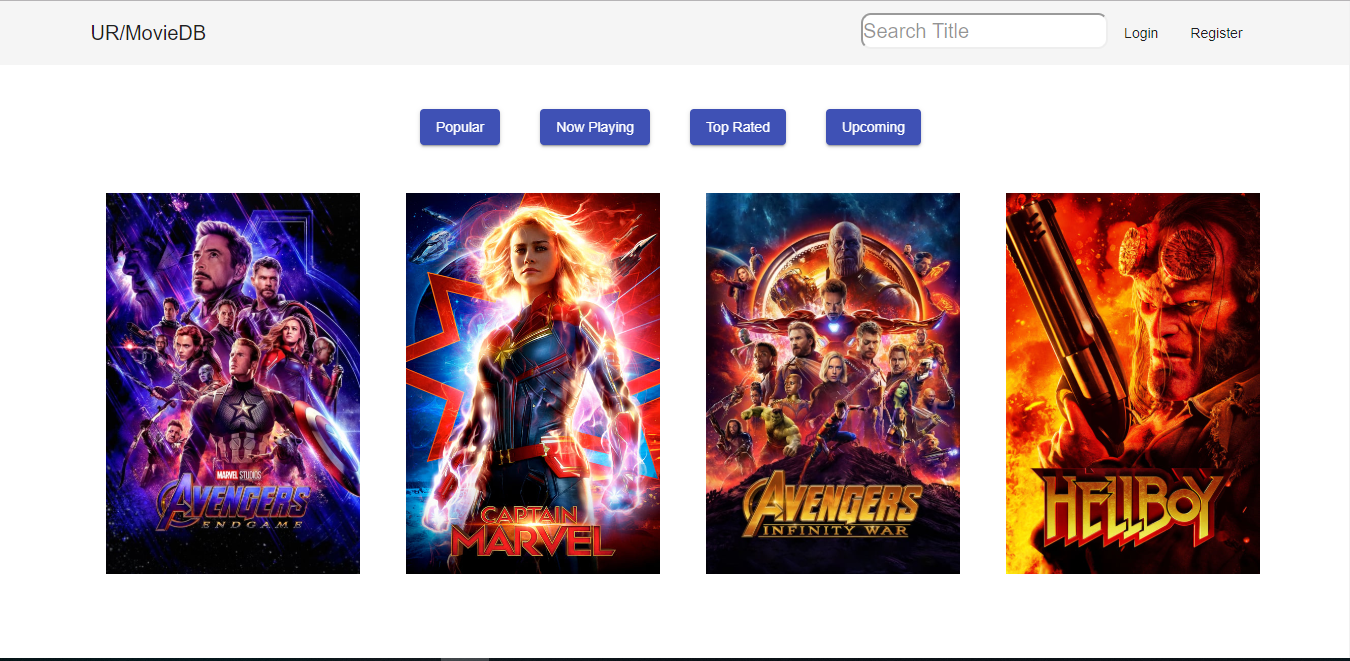 UR/MovieDB
Search Title
Login
Register
Popular
Now Playing
Top Rated
Upcoming
MARVEL STUDIOS
AVENGERS
ENDGAME
CAPTAIN
MARVEL
AVENGERS
INFINITY WAR
HELLBOY